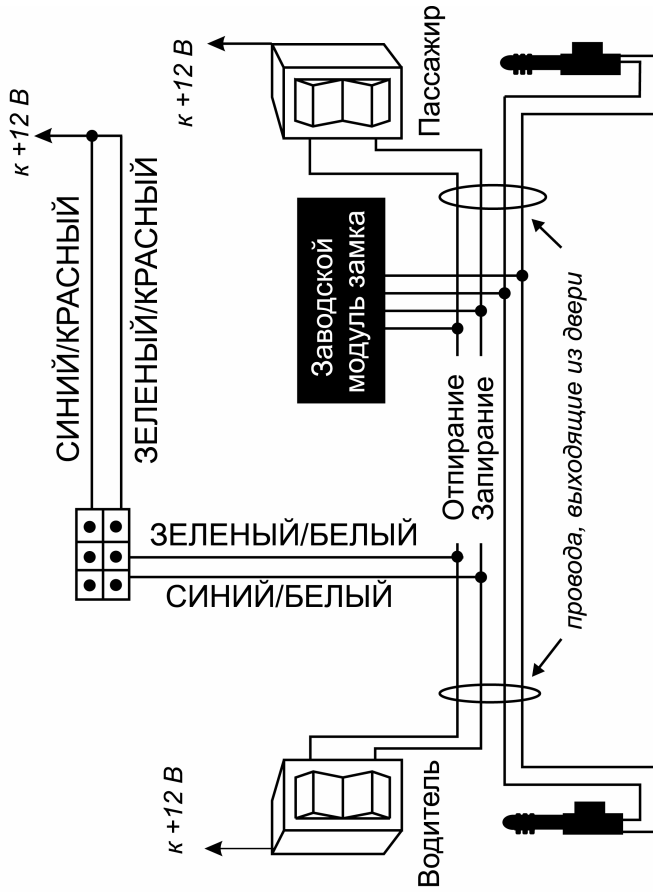 к +12 В
СИНИЙ/КРАСНЫЙ
ЗЕЛЕНЫЙ/КРАСНЫЙ
к +12 В
Пассажир
Заводской
модуль замка
ЗЕЛЕНЫЙ/БЕЛЫЙ
СИНИЙ/БЕЛЫЙ
Отпирание
Запирание
провода, выходящие из двери
к +12 В
Водитель